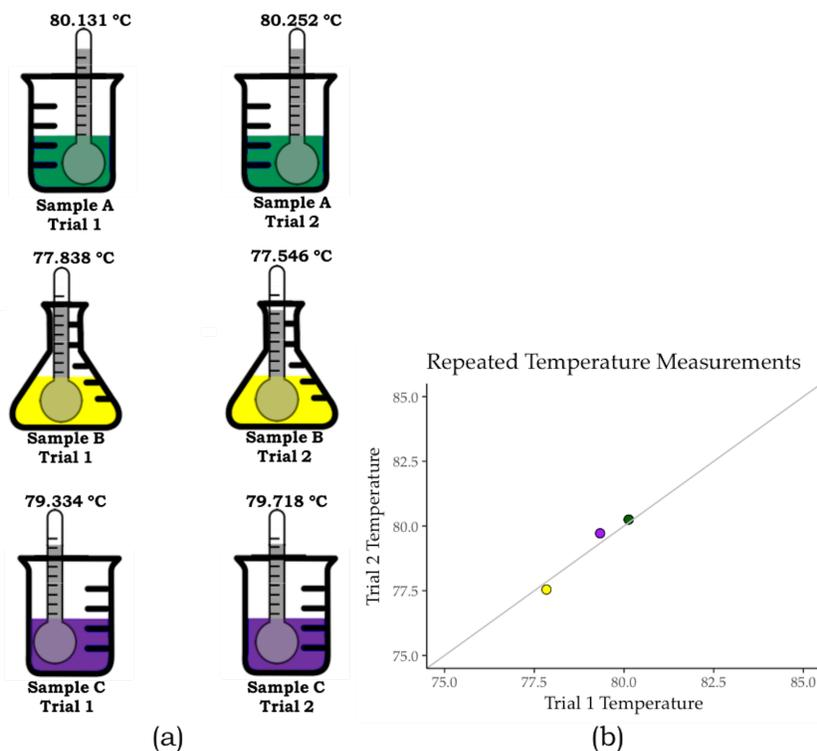 80.131 °C
80.252 °C
Sample A
Trial 1
Sample A
Trial 2
77.838 °C
77.546 °C
Sample B
Trial 1
Sample B
Trial 2
79.334 °C
79.718 °C
Sample C
Trial 1
Sample C
Trial 2
(a)
Repeated Temperature Measurements
Trial 2 Temperature
85.0
82.5
80.0
77.5
75.0
75.0 77.5 80.0 82.5 85.0
Trial 1 Temperature
(b)